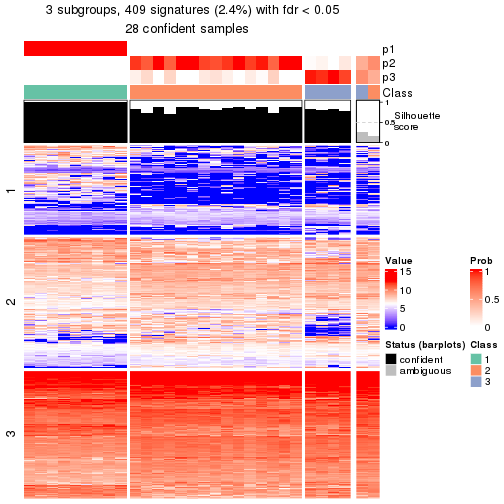 3 subgroups, 409 signatures (2.4%) with fdr < 0.05
28 confident samples
p1
p2
p3
Class
1
0.5
0
Silhouette
score
1
2
3
Value
15
10
5
0
Prob
1
0.5
0
Status (barplots)
confident
ambiguous
Class
1
2
3